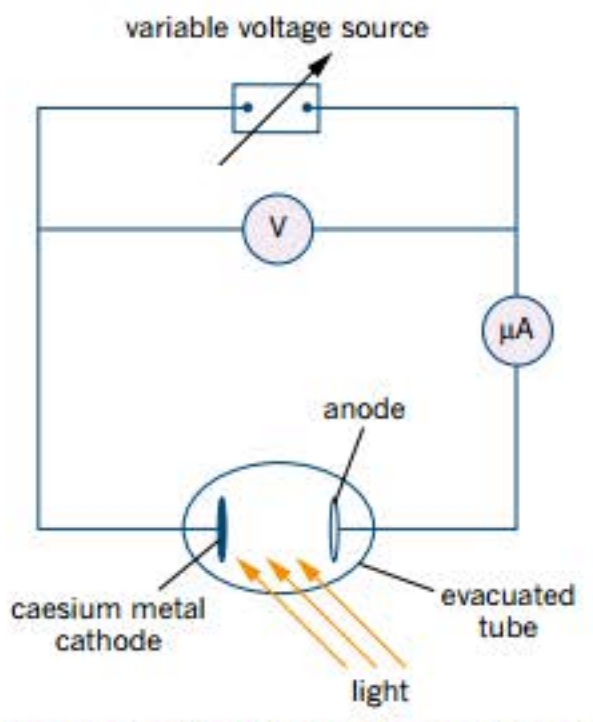 variable voltage source
V
μA
anode
caesium metal
cathode
evacuated
tube
light